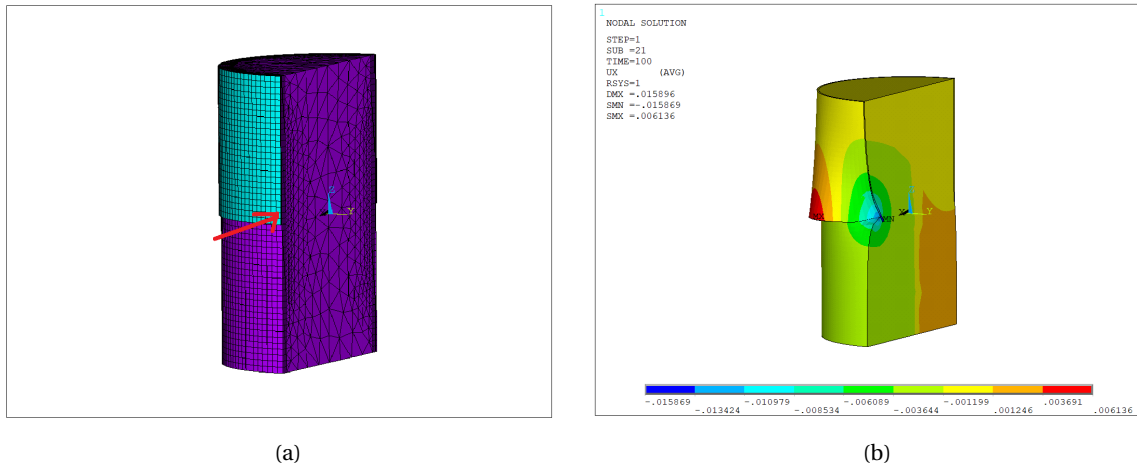 Z
Y
(a)
1
NODAL SOLUTION
STEP=1
SUB =21
TIME=100
UX (AVG)
RSYS=1
DMX =.015896
SMN =-.015869
SMX =.006136
Z
X
Y
MX
MN
-.015869 -.010979 -.006089 -.001199 .003691
-.013424 -.008534 -.003644 .001246 .006136
(b)